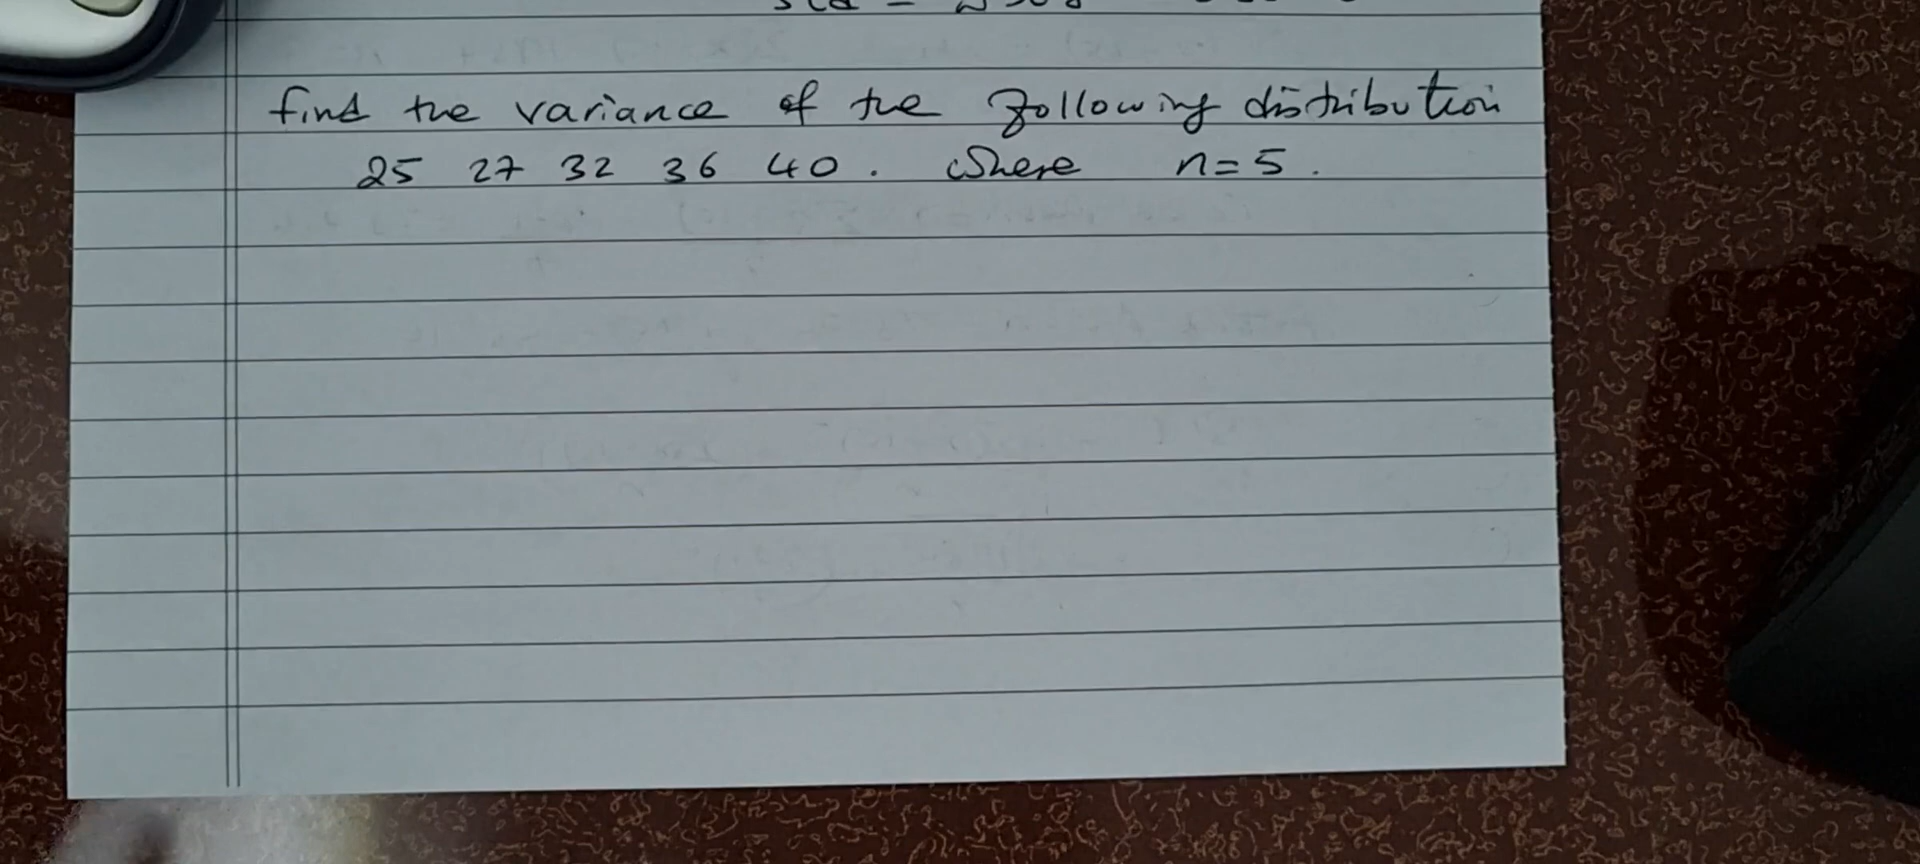 find the variance of the following distribution
25 27 32 36 40 . Where n = 5 .